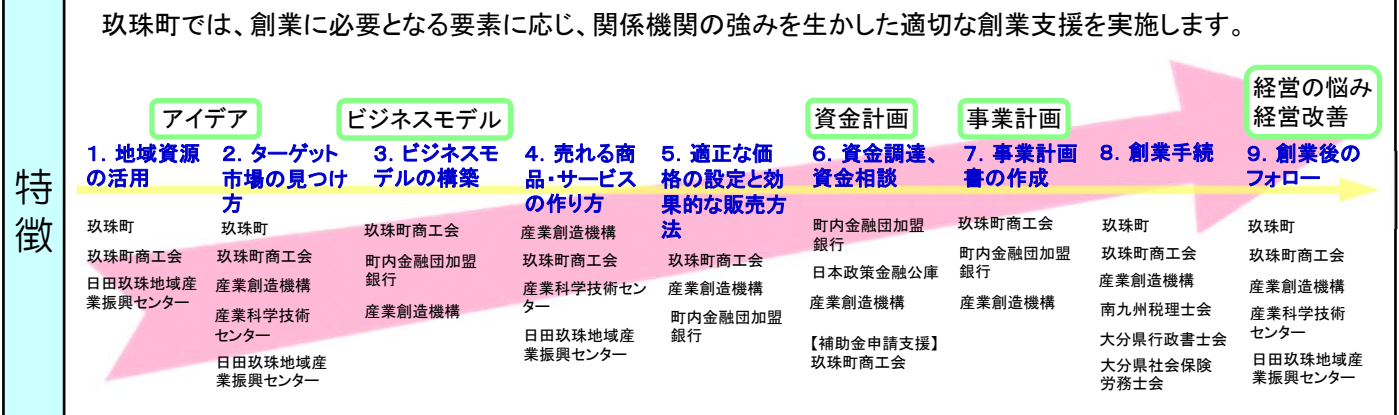 玖珠町では、創業に必要となる要素に応じ、関係機関の強みを生かした適切な創業支援を実施します。
特
徴
アイデア
ビジネスモデル
資金計画
事業計画
経営の悩み
経営改善
1．地域資源
の活用
玖珠町
玖珠町商工会
日田玖珠地域産
業振興センター
2．ターゲット
市場の見つけ
方
玖珠町
玖珠町商工会
産業創造機構
産業科学技術
センター
日田玖珠地域産
業振興センター
3．ビジネスモ
デルの構築
玖珠町商工会
町内金融団加盟
銀行
産業創造機構
4．売れる商
品・サービス
の作り方
産業創造機構
玖珠町商工会
産業科学技術セン
ター
日田玖珠地域産
業振興センター
5．適正な価
格の設定と効
果的な販売方
法
玖珠町商工会
産業創造機構
町内金融団加盟
銀行
6．資金調達、
資金相談
町内金融団加盟
銀行
日本政策金融公庫
産業創造機構
【補助金申請支援】
玖珠町商工会
7．事業計画
書の作成
玖珠町商工会
町内金融団加盟
銀行
産業創造機構
8．創業手続
玖珠町
玖珠町商工会
産業創造機構
南九州税理士会
大分県行政書士会
大分県社会保険
労務士会
9．創業後の
フォロー
玖珠町
玖珠町商工会
産業創造機構
産業科学技術
センター
日田玖珠地域産
業振興センター